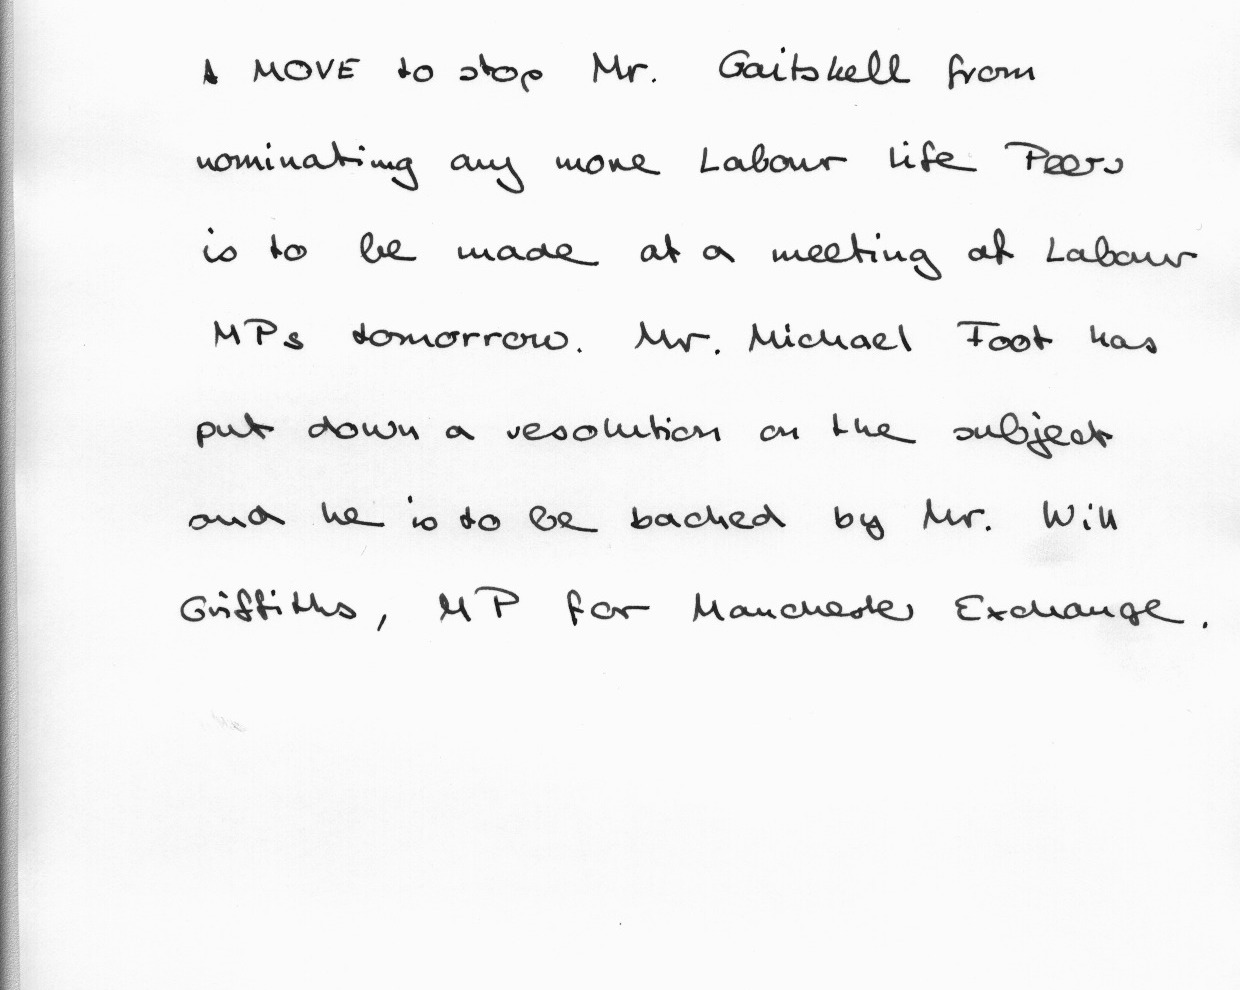 A MOVE to stop Mr. Gaitskell from
nominating any more Labour life Peers
is to be made at a meeting of Labour
MPs tomorrow. Mr. Michael Foot has
put down a resolution on the subject
and he is to be backed by Mr. Will
Griffiths, MP for Manchester Exchange.